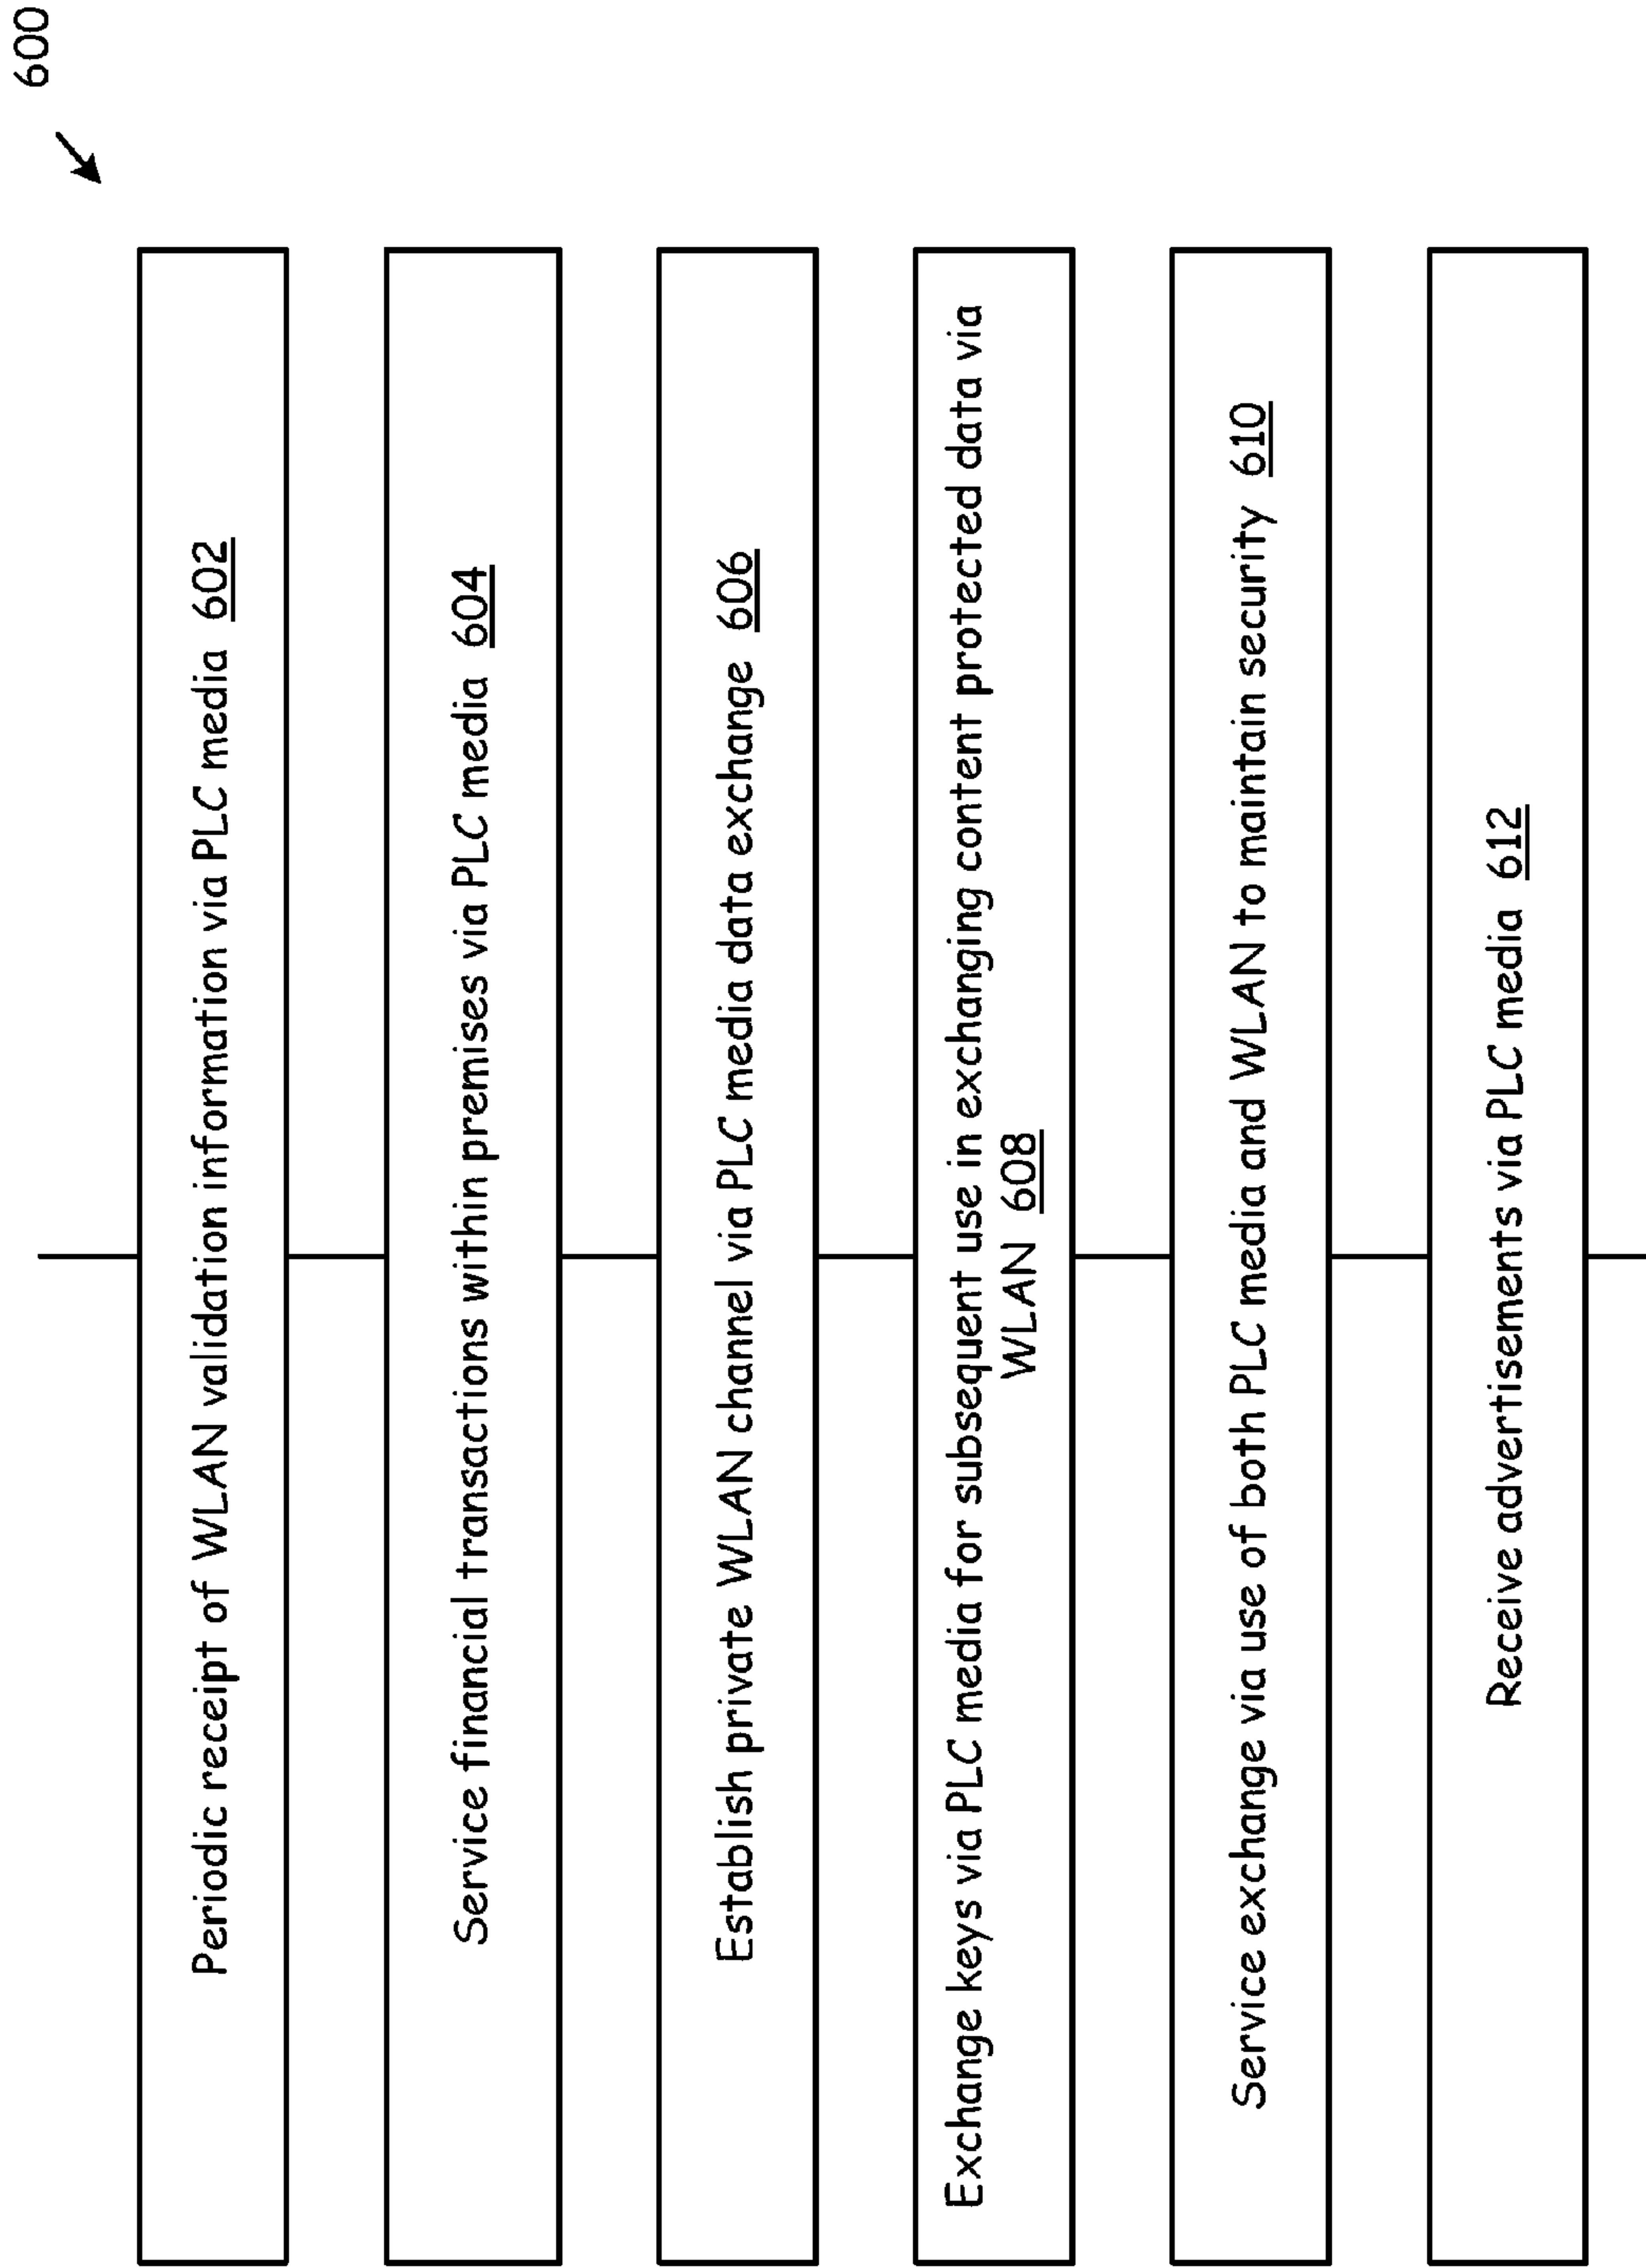 600
Periodic receipt of WLAN validation information via PLC media 602
Service financial transactions within premises via PLC media 604
Establish private WLAN channel via PLC media data exchange 606
Exchange keys via PLC media for subsequent use in exchanging content protected data via
WLAN 608
Service exchange via use of both PLC media and WLAN to maintain security 610
Receive advertisements via PLC media 612